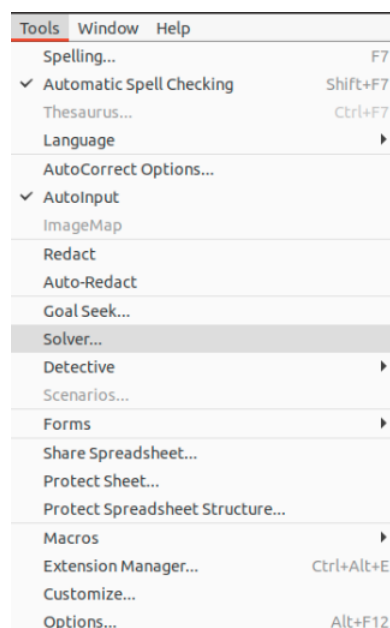 Tools Window Help
Spelling... F7
✓ Automatic Spell Checking Shift+F7
Thesaurus... Ctrl+F7
Language
AutoCorrect Options...
✓ AutoInput
ImageMap
Redact
Auto-Redact
Goal Seek...
Solver...
Detective
Scenarios...
Forms
Share Spreadsheet...
Protect Sheet...
Protect Spreadsheet Structure...
Macros
Extension Manager... Ctrl+Alt+E
Customize...
Options... Alt+F12